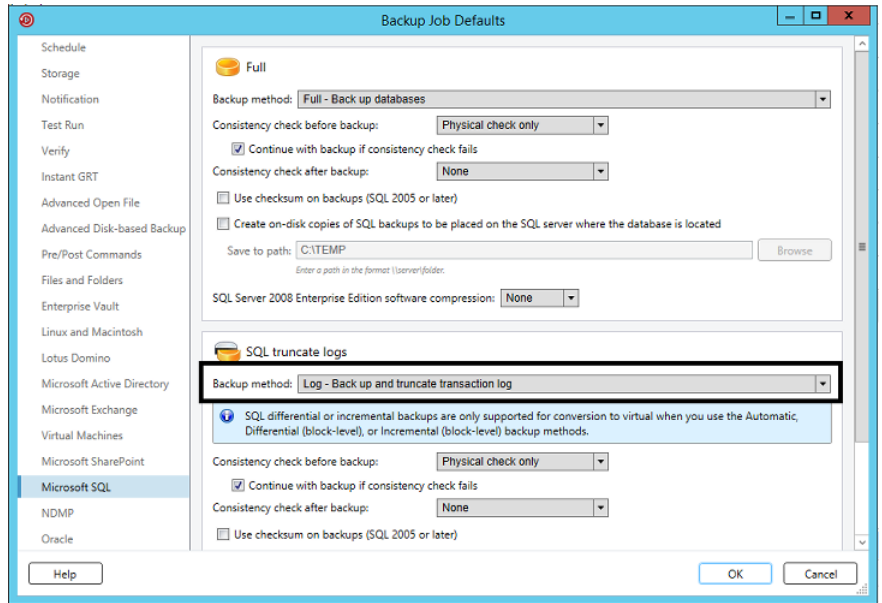 Backup Job Defaults
Schedule
Storage
Notification
Test Run
Verify
Instant GRT
Advanced Open File
Advanced Disk-based Backup
Pre/Post Commands
Files and Folders
Enterprise Vault
Linux and Macintosh
Lotus Domino
Microsoft Active Directory
Microsoft Exchange
Virtual Machines
Microsoft SharePoint
Microsoft SQL
NDMP
Oracle
Full
Backup method: Full - Back up databases
Consistency check before backup: Physical check only
Continue with backup if consistency check fails
Consistency check after backup: None
Use checksum on backups (SQL 2005 or later)
Create on-disk copies of SQL backups to be placed on the SQL server where the database is located
Save to path: C:\TEMP Browse
Enter a path in the format \\server\folder.
SQL Server 2008 Enterprise Edition software compression: None
SQL truncate logs
Backup method: Log - Back up and truncate transaction log
SQL differential or incremental backups are only supported for conversion to virtual when you use the Automatic,
Differential (block-level), or Incremental (block-level) backup methods.
Consistency check before backup: Physical check only
Continue with backup if consistency check fails
Consistency check after backup: None
Use checksum on backups (SQL 2005 or later)
Help OK Cancel